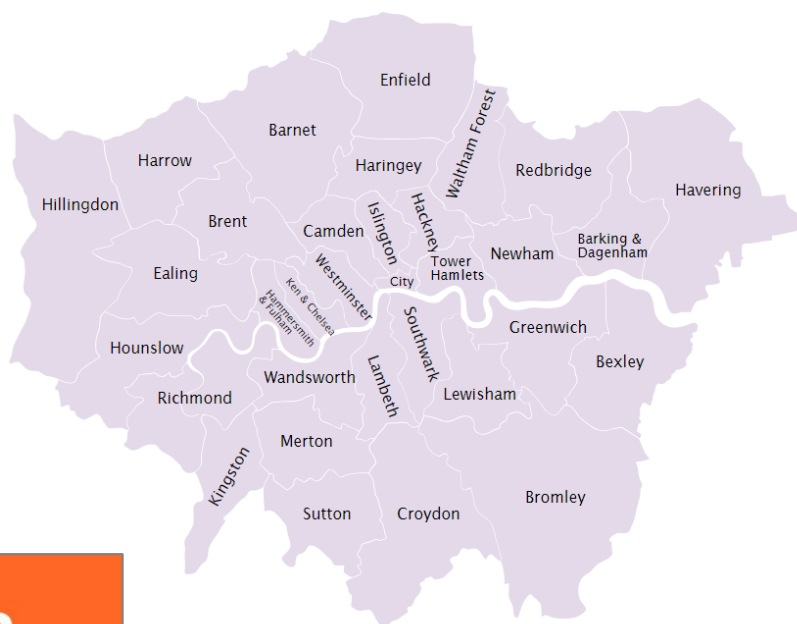 Enfield
Barnet
Waltham Forest
Harrow
Haringey
Redbridge
Havering
Hillingdon
Brent
Camden
Islington
Hackney
Newham
Barking &
Dagenham
Ealing
Westminster
Tower
Hamlets
City
Ken & Chelsea
Hammersmith
& Fulham
Southwark
Greenwich
Hounslow
Bexley
Wandsworth
Lambeth
Lewisham
Richmond
Merton
Kingston
Sutton
Croydon
Bromley